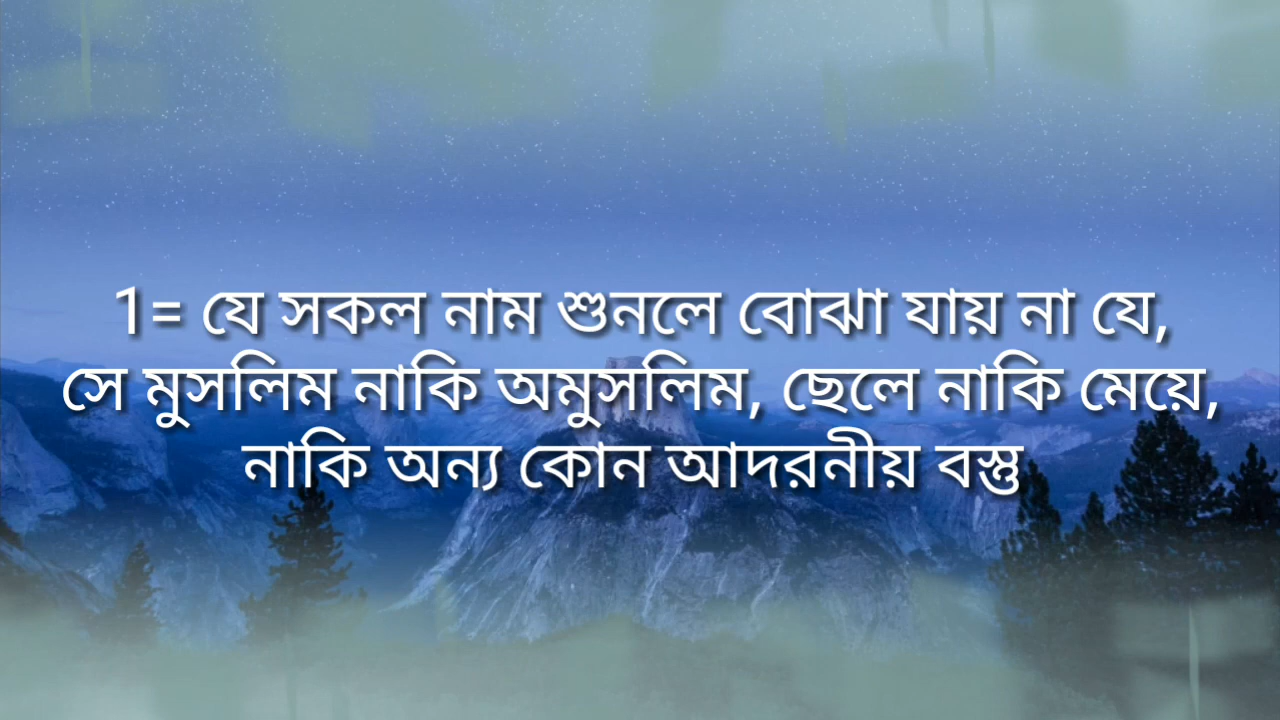 1= যে সকল নাম শুনলে বোঝা যায় না যে,
সে মুসলিম নাকি অমুসলিম, ছেলে নাকি মেয়ে,
নাকি অন্য কোন আদরনীয় বস্তু